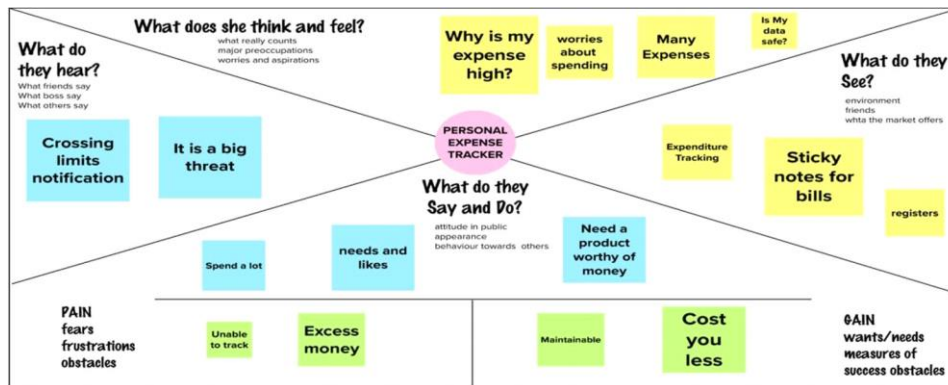 What does she think and feel?
what really counts
major preoccupations
worries and aspirations
Why is my
expense
high?
worries
about
spending
Many
Expenses
Is My
data
safe?
What do
they hear?
What friends say
What boss say
What others say
Crossing
limits
notification
It is a big
threat
PERSONAL
EXPENSE
TRACKER
What do they
See?
environment
friends
whta the market offers
Expenditure
Tracking
Sticky
notes for
bills
registers
What do they
Say and Do?
attitude in public
appearance
behaviour towards others
Spend a lot
needs and
likes
Need a
product
worthy of
money
PAIN
fears
frustrations
obstacles
Unable
to track
Excess
money
Maintainable
Cost
you
less
GAIN
wants/needs
measures of
success obstacles